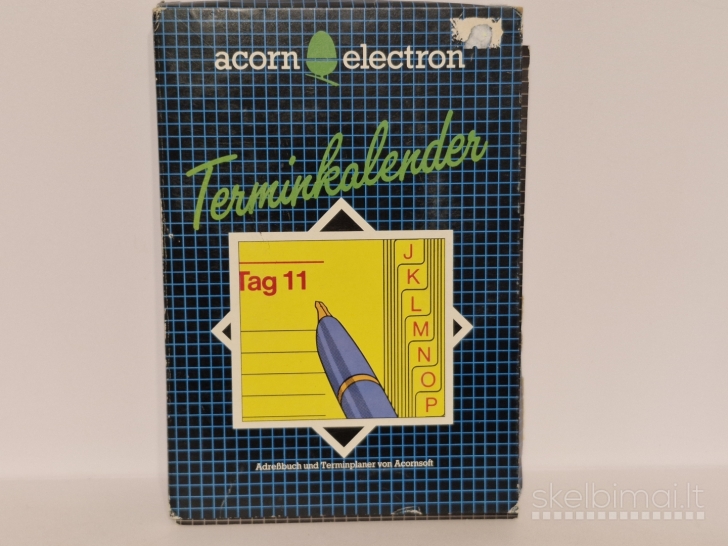 acorn electron
Terminkalender
Tag 11
J
K
L
M
N
O
P
Adreßbuch und Terminplaner von Acornsoft
skelbimai.lt